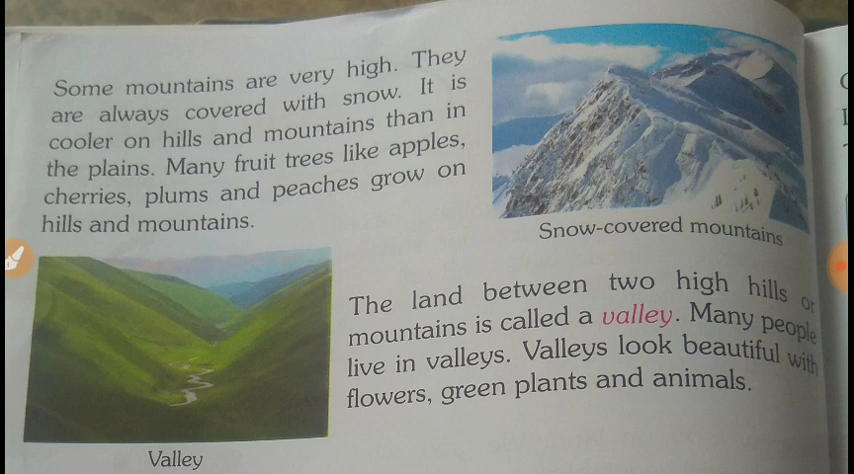 Some mountains are very high. They
are always covered with snow. It is
cooler on hills and mountains than in
the plains. Many fruit trees like apples,
cherries, plums and peaches grow on
hills and mountains.
Snow-covered mountains
The land between two high hills or
mountains is called a valley. Many people
live in valleys. Valleys look beautiful with
flowers, green plants and animals.
Valley